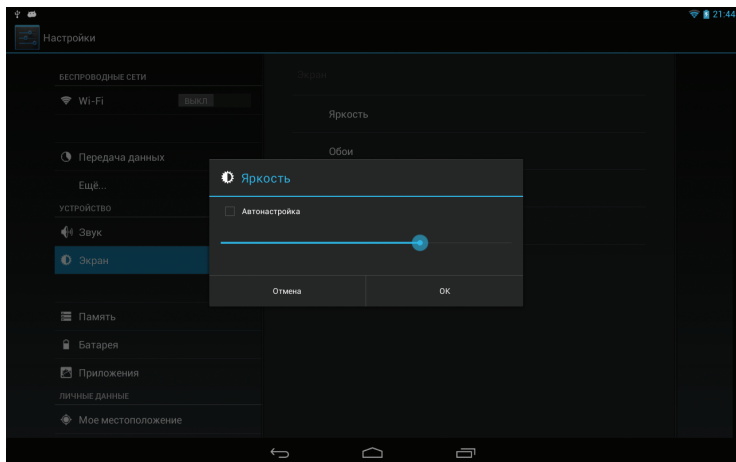 21:44
Настройки
БЕСПРОВОДНЫЕ СЕТИ
Wi-Fi
ВЫКЛ
Передача данных
Ещё...
УСТРОЙСТВО
Звук
Экран
Память
Батарея
Приложения
ЛИЧНЫЕ ДАННЫЕ
Мое местоположение
Экран
Яркость
Обои
Яркость
Автонастройка
Отмена
ОК